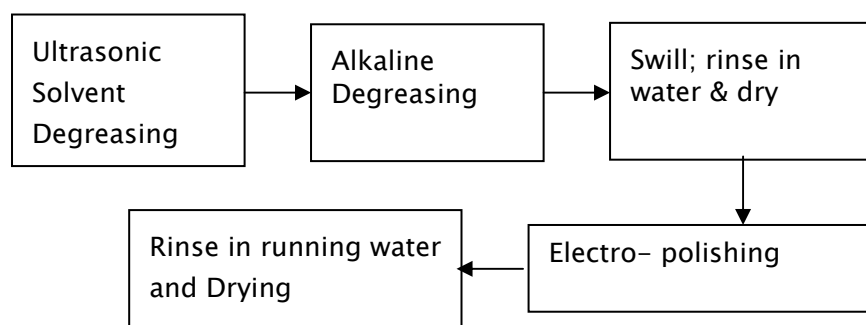 Ultrasonic
Solvent
Degreasing
Alkaline
Degreasing
Swill; rinse in
water & dry
Electro- polishing
Rinse in running water
and Drying